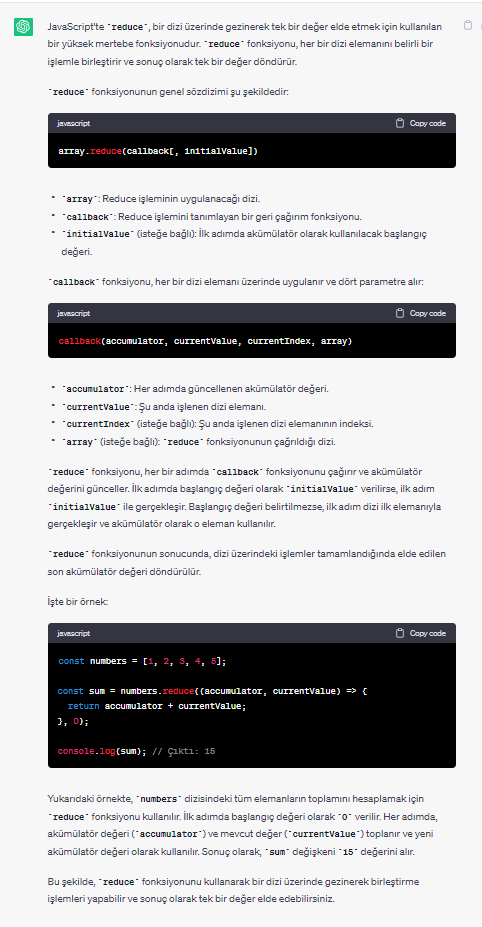 JavaScript'te `reduce`, bir dizi üzerinde gezinerek tek bir değer elde etmek için kullanılan
bir yüksek mertebe fonksiyonudur. `reduce` fonksiyonu, her bir dizi elemanını belirli bir
işlemle birleştirir ve sonuç olarak tek bir değer döndürür.
`reduce` fonksiyonunun genel sözdizimi şu şekildedir:
javascript Copy code
array.reduce(callback[, initialValue])
• `array`: Reduce işleminin uygulanacağı dizi.
• `callback`: Reduce işlemini tanımlayan bir geri çağırım fonksiyonu.
• `initialValue` (isteğe bağlı): İlk adımda akümülatör olarak kullanılacak başlangıç
değeri.
`callback` fonksiyonu, her bir dizi elemanı üzerinde uygulanır ve dört parametre alır:
javascript Copy code
callback(accumulator, currentValue, currentIndex, array)
• `accumulator`: Her adımda güncellenen akümülatör değeri.
• `currentValue`: Şu anda işlenen dizi elemanı.
• `currentIndex` (isteğe bağlı): Şu anda işlenen dizi elemanının indeksi.
• `array` (isteğe bağlı): `reduce` fonksiyonunun çağrıldığı dizi.
`reduce` fonksiyonu, her bir adımda `callback` fonksiyonunu çağırır ve akümülatör
değerini günceller. İlk adımda başlangıç değeri olarak `initialValue` verilirse, ilk adım
`initialValue` ile gerçekleşir. Başlangıç değeri belirtilmezse, ilk adım dizi ilk elemanıyla
gerçekleşir ve akümülatör olarak o eleman kullanılır.
`reduce` fonksiyonunun sonucunda, dizi üzerindeki işlemler tamamlandığında elde edilen
son akümülatör değeri döndürülür.
İşte bir örnek:
javascript Copy code
const numbers = [1, 2, 3, 4, 5];
const sum = numbers.reduce((accumulator, currentValue) => {
return accumulator + currentValue;
}, 0);
console.log(sum); // Çıktı: 15
Yukarıdaki örnekte, `numbers` dizisindeki tüm elemanların toplamını hesaplamak için
`reduce` fonksiyonu kullanılır. İlk adımda başlangıç değeri olarak `0` verilir. Her adımda,
akümülatör değeri (`accumulator`) ve mevcut değer (`currentValue`) toplanır ve yeni
akümülatör değeri olarak kullanılır. Sonuç olarak, `sum` değişkeni `15` değerini alır.
Bu şekilde, `reduce` fonksiyonunu kullanarak bir dizi üzerinde gezinerek birleştirme
işlemleri yapabilir ve sonuç olarak tek bir değer elde edebilirsiniz.